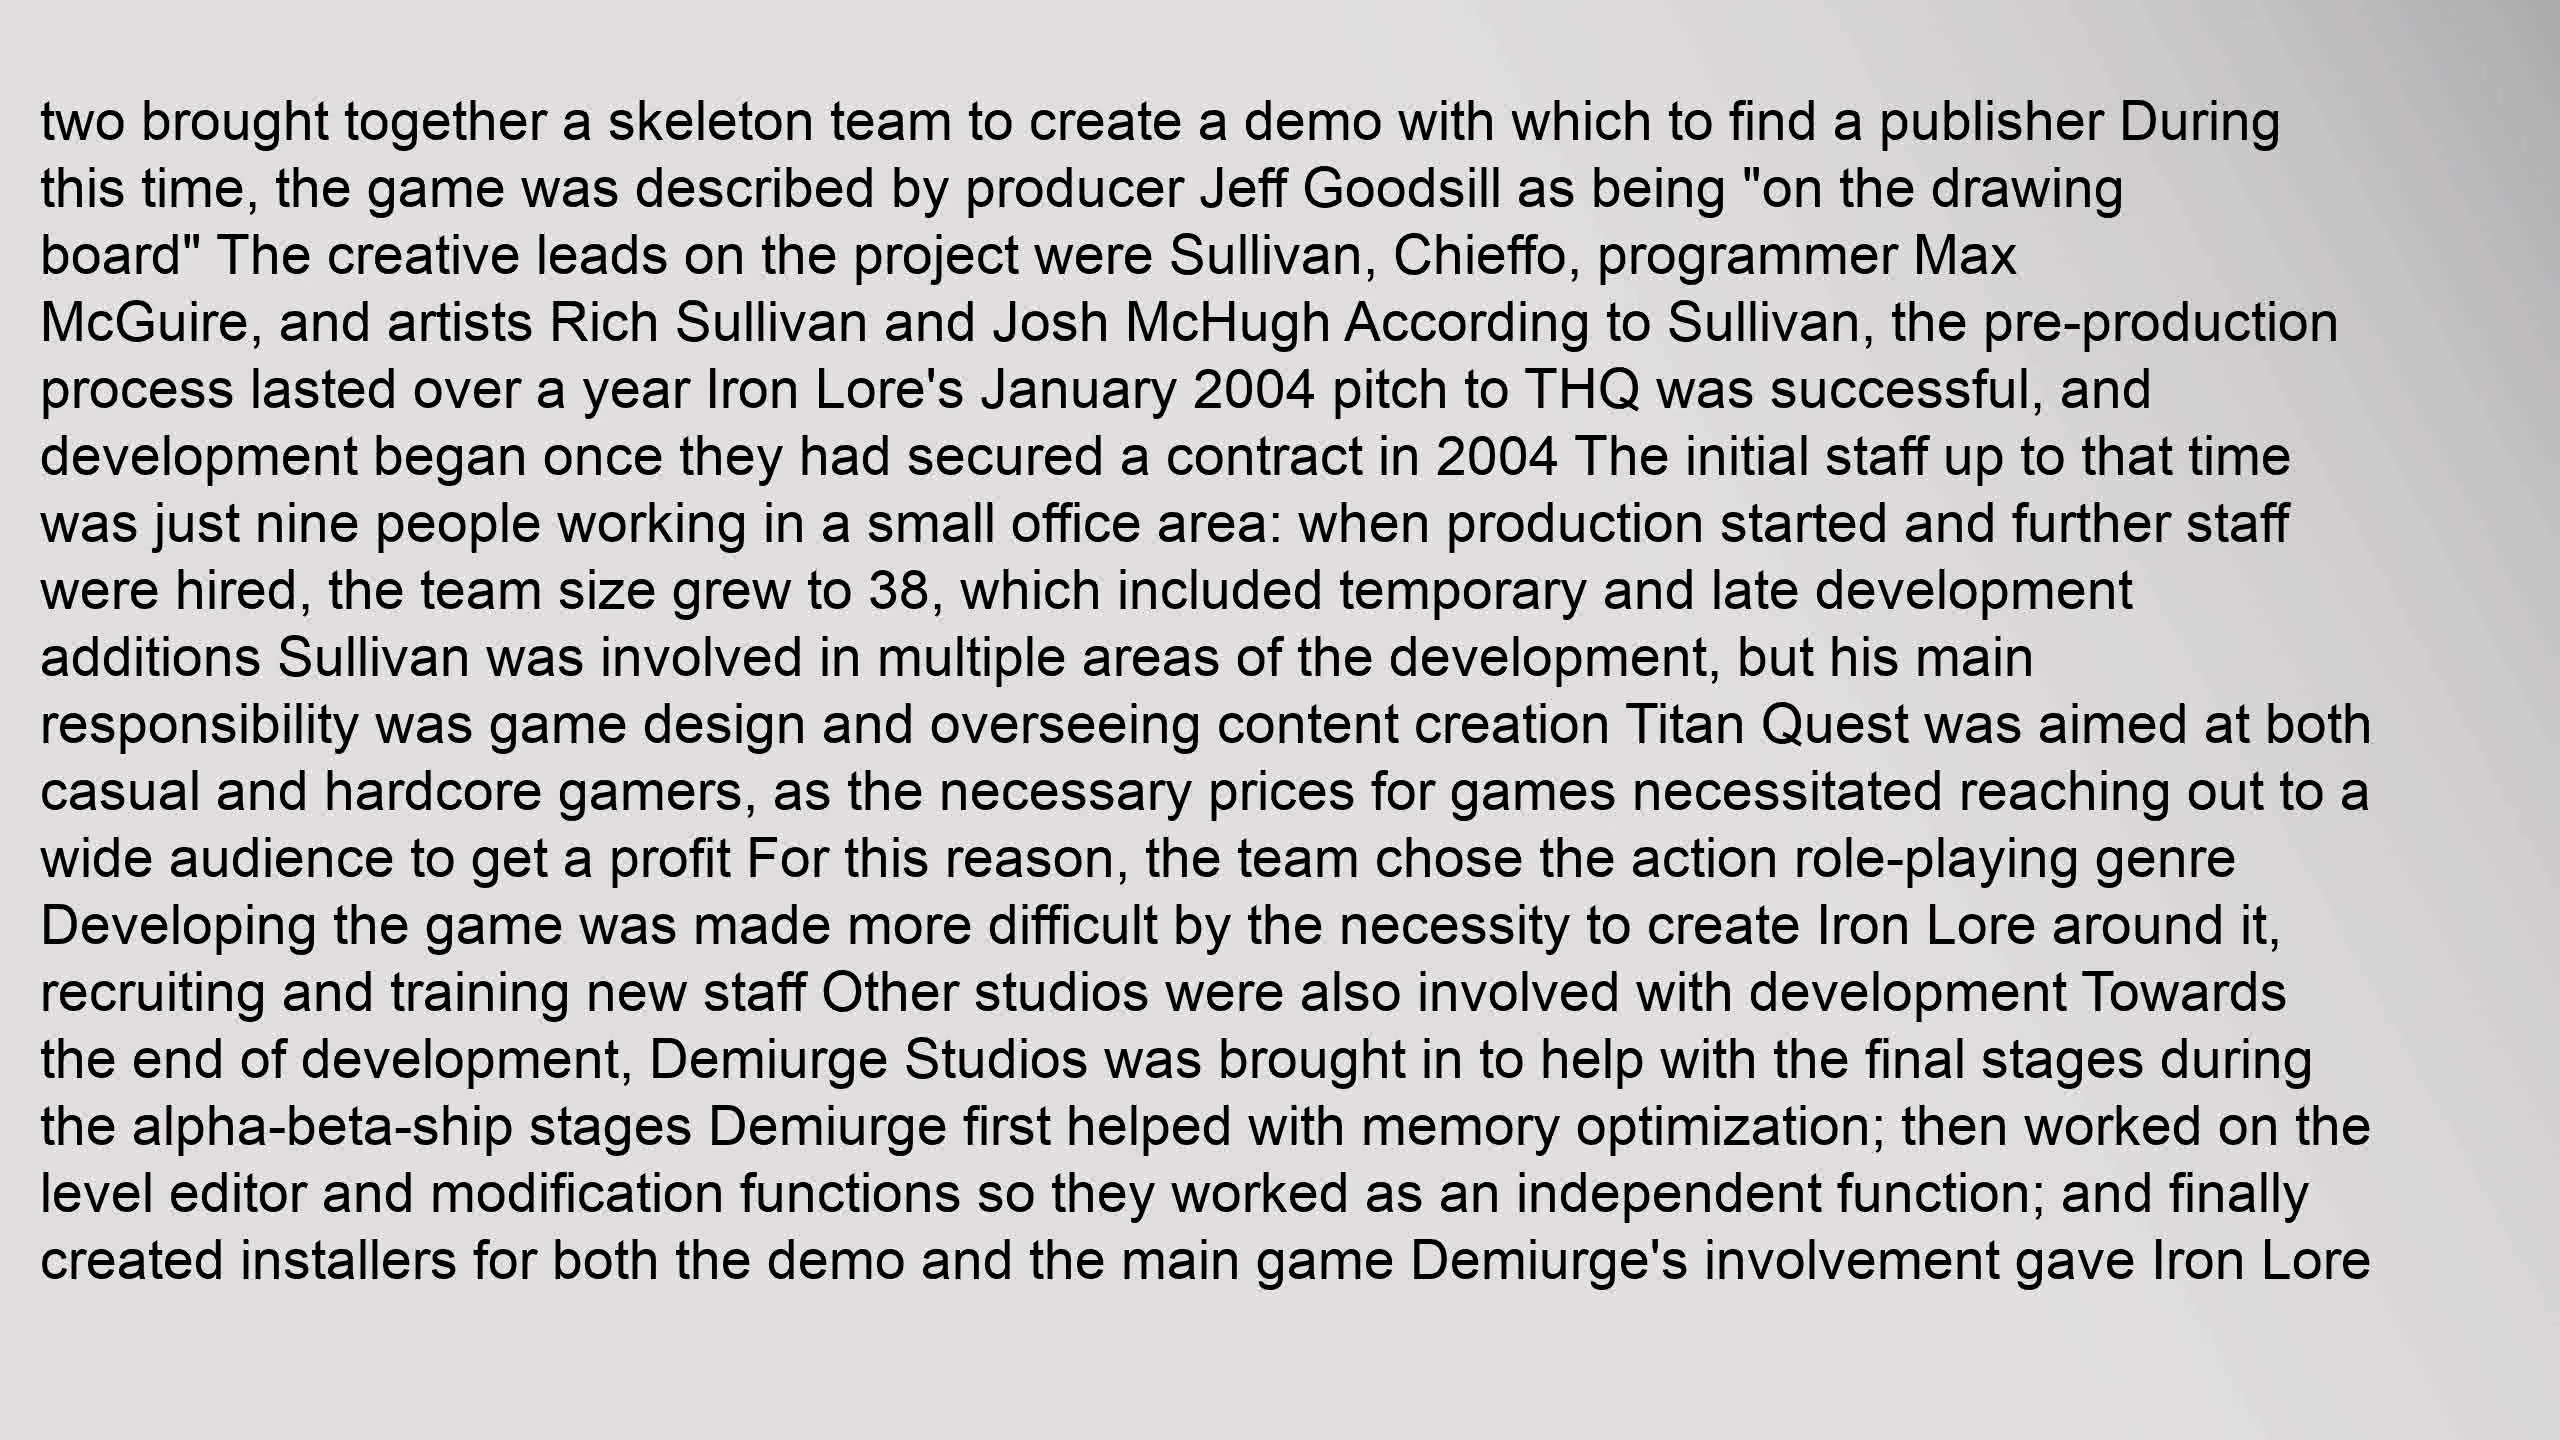 two brought together a skeleton team to create a demo with which to find a publisher During
this time, the game was described by producer Jeff Goodsill as being "on the drawing
board" The creative leads on the project were Sullivan, Chieffo, programmer Max
McGuire, and artists Rich Sullivan and Josh McHugh According to Sullivan, the pre-production
process lasted over a year Iron Lore's January 2004 pitch to THQ was successful, and
development began once they had secured a contract in 2004 The initial staff up to that time
was just nine people working in a small office area: when production started and further staff
were hired, the team size grew to 38, which included temporary and late development
additions Sullivan was involved in multiple areas of the development, but his main
responsibility was game design and overseeing content creation Titan Quest was aimed at both
casual and hardcore gamers, as the necessary prices for games necessitated reaching out to a
wide audience to get a profit For this reason, the team chose the action role-playing genre
Developing the game was made more difficult by the necessity to create Iron Lore around it,
recruiting and training new staff Other studios were also involved with development Towards
the end of development, Demiurge Studios was brought in to help with the final stages during
the alpha-beta-ship stages Demiurge first helped with memory optimization; then worked on the
level editor and modification functions so they worked as an independent function; and finally
created installers for both the demo and the main game Demiurge's involvement gave Iron Lore